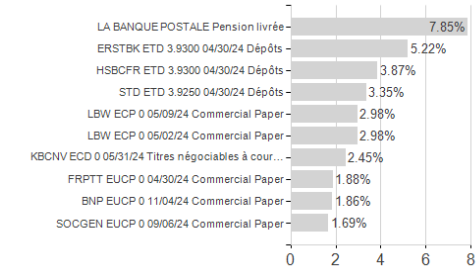 LA BANQUE POSTALE Pension livrée 7.85%
ERSTBK ETD 3.9300 04/30/24 Dépôts 5.22%
HSBCFR ETD 3.9300 04/30/24 Dépôts 3.87%
STD ETD 3.9250 04/30/24 Dépôts 3.35%
LBW ECP 0 05/09/24 Commercial Paper 2.98%
LBW ECP 0 05/02/24 Commercial Paper 2.98%
KBCNV ECD 0 05/31/24 Titres négociables à cour... 2.45%
FRPTT EUCP 0 04/30/24 Commercial Paper 1.88%
BNP EUCP 0 11/04/24 Commercial Paper 1.86%
SOCGEN EUCP 0 09/06/24 Commercial Paper 1.69%
0 2 4 6 8